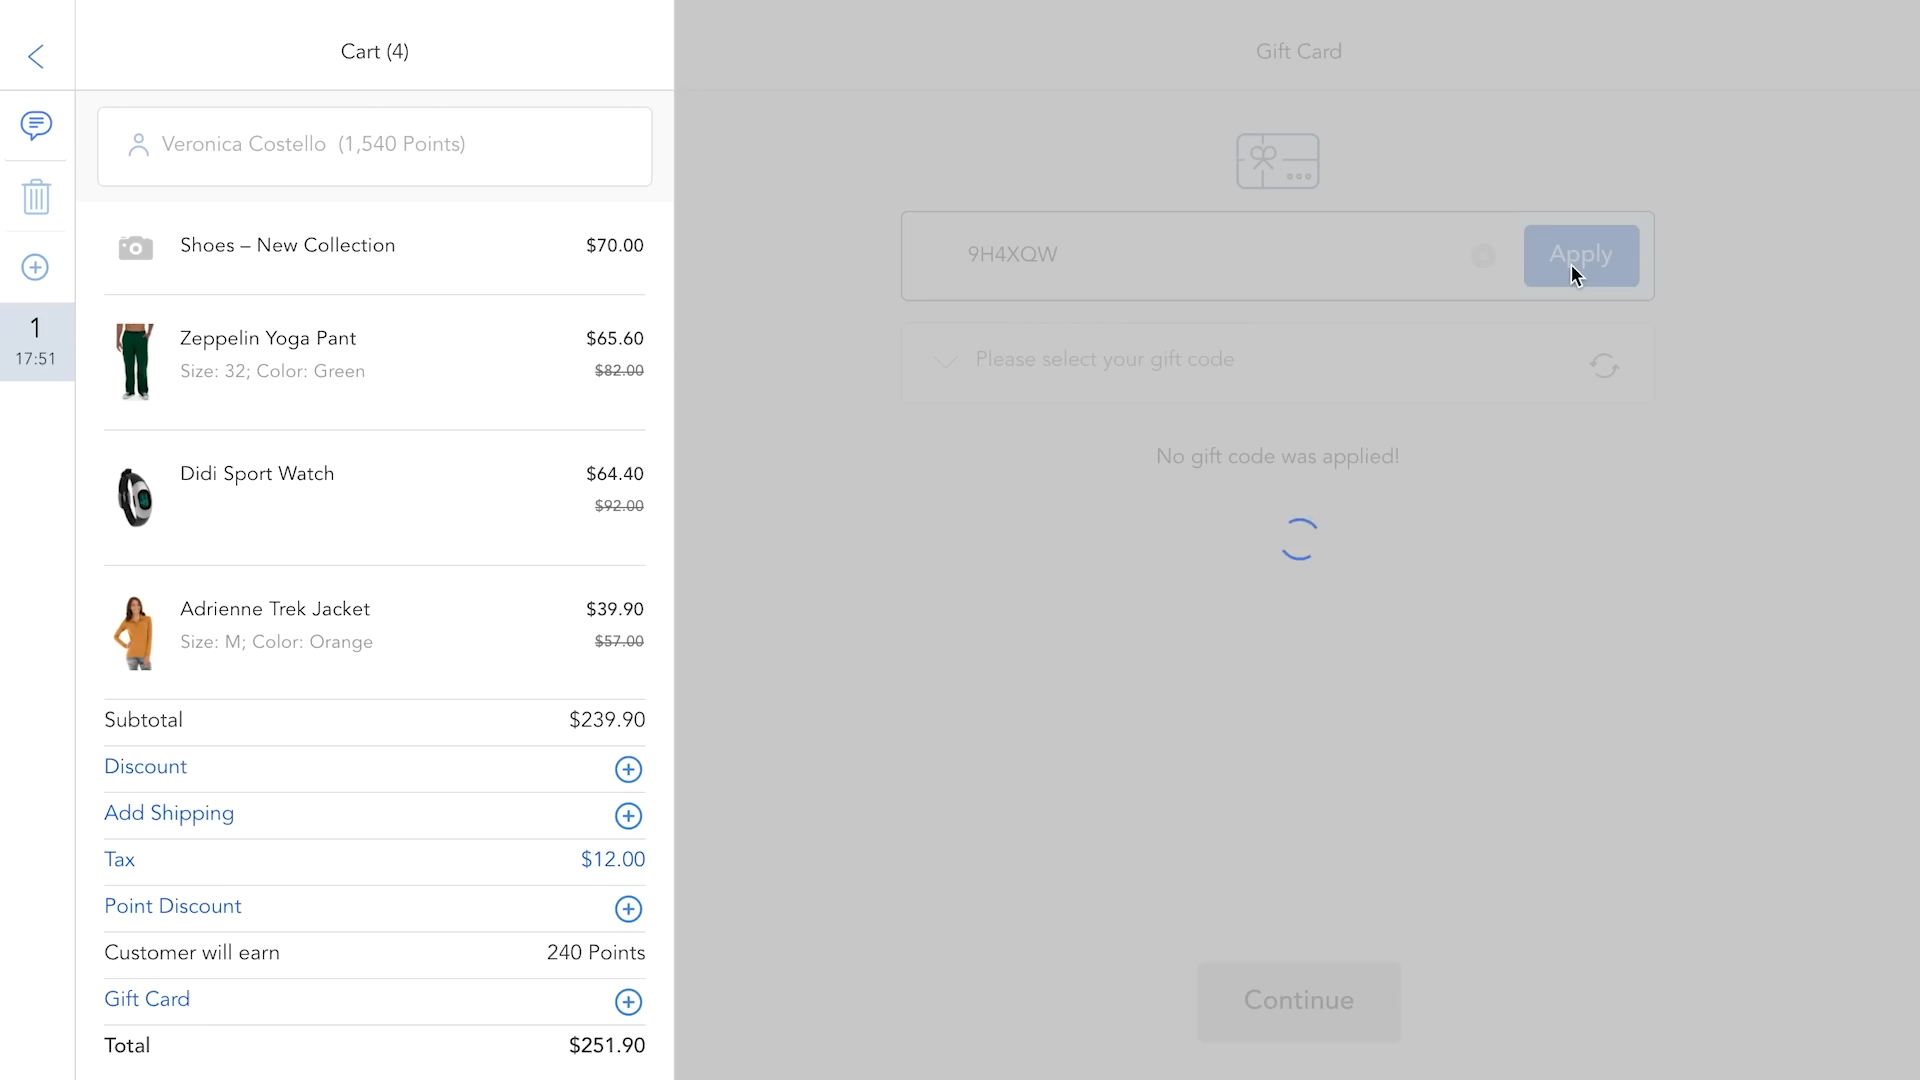 Cart (4)
Gift Card
Veronica Costello (1,540 Points)
Shoes – New Collection $70.00
Zeppelin Yoga Pant $65.60
Size: 32; Color: Green $82.00
Didi Sport Watch $64.40
$92.00
Adrienne Trek Jacket $39.90
Size: M; Color: Orange $57.00
Subtotal $239.90
Discount
Add Shipping
Tax $12.00
Point Discount
Customer will earn 240 Points
Gift Card
Total $251.90
1
17:51
9H4XQW
Apply
Please select your gift code
No gift code was applied!
Continue